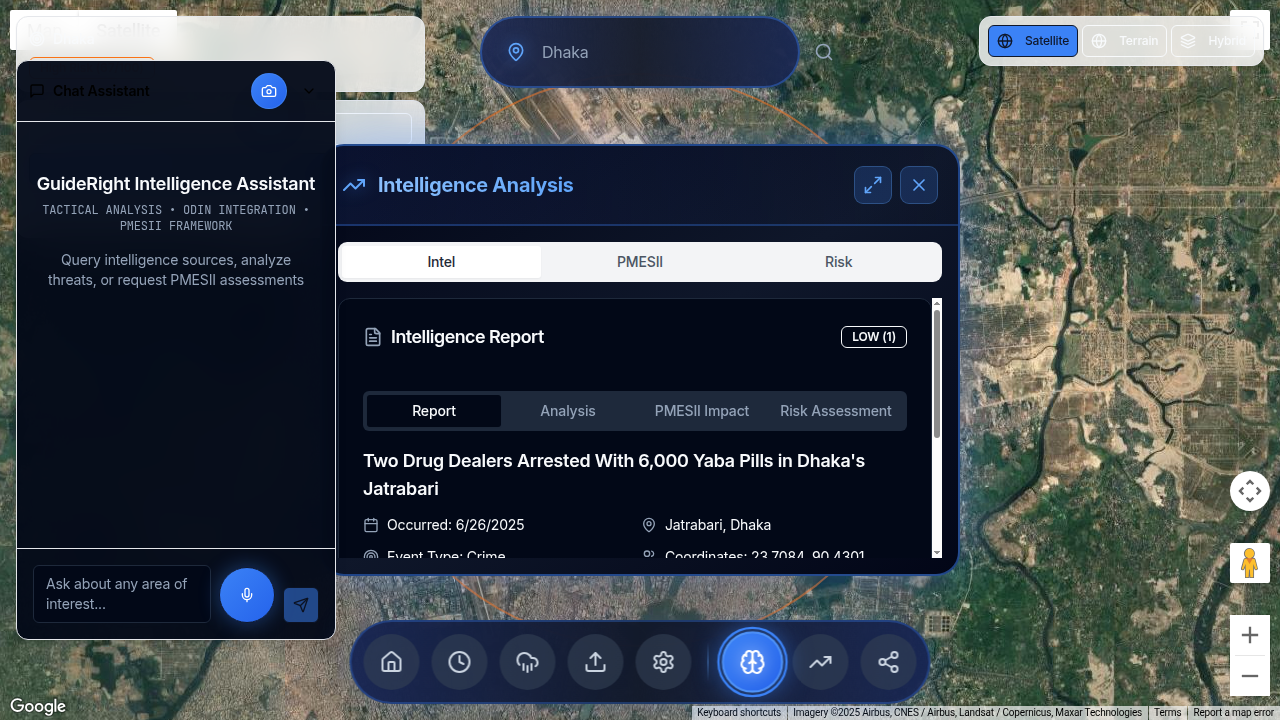 Map
Satellite
Dhaka
Satellite
Terrain
Hybrid
Chat Assistant
GuideRight Intelligence Assistant
TACTICAL ANALYSIS • ODIN INTEGRATION •
PMESII FRAMEWORK
Query intelligence sources, analyze
threats, or request PMESII assessments
Ask about any area of
interest...
Intelligence Analysis
Intel
PMESII
Risk
Intelligence Report
LOW (1)
Report
Analysis
PMESII Impact
Risk Assessment
Two Drug Dealers Arrested With 6,000 Yaba Pills in Dhaka's
Jatrabari
Occurred: 6/26/2025
Jatrabari, Dhaka
Event Type: Crime
Coordinates: 23.7084, 90.4301
Google
Keyboard shortcuts
Imagery ©2025 Airbus, CNES / Airbus, Landsat / Copernicus, Maxar Technologies
Terms
Report a map error